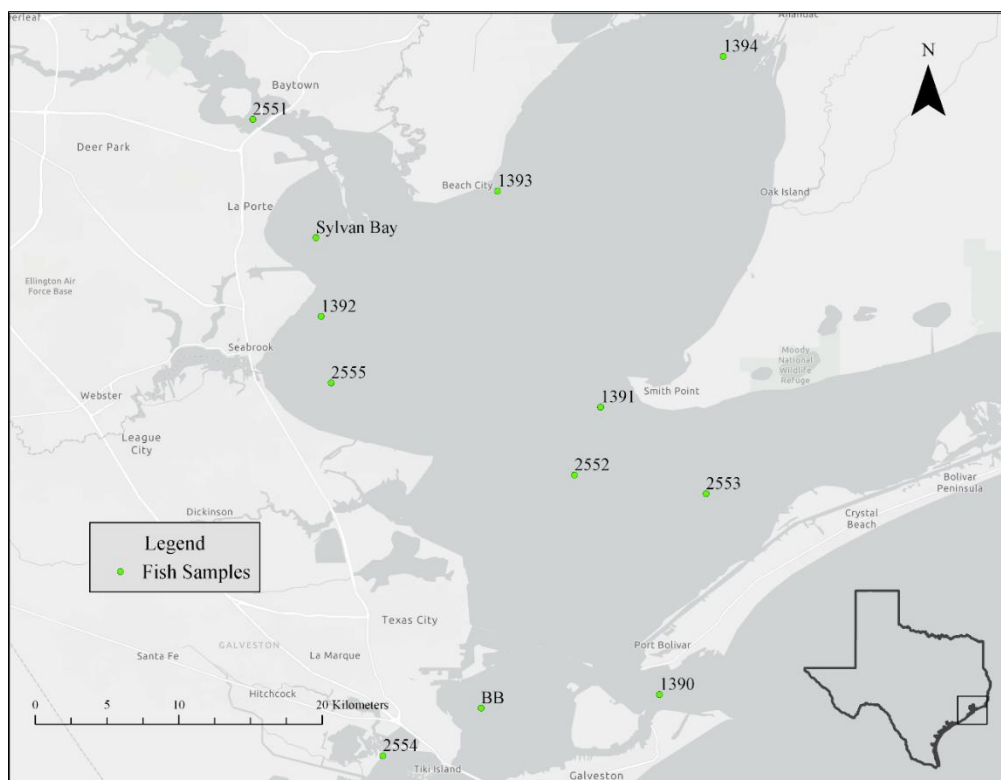 erleaf
Anahuac
1394
N
Baytown
2551
Deer Park
1393
Beach City
Oak Island
La Porte
Sylvan Bay
Ellington Air
Force Base
1392
Seabrook
2555
Moody
National
Wildlife
Refuge
Smith Point
Webster
1391
League
City
2552
2553
Bolivar
Peninsula
Dickinson
Crystal
Beach
Legend
Fish Samples
Texas City
GALVESTON
Port Bolivar
Santa Fe
La Marque
1390
Hitchcock
BB
0 5 10 15 20 Kilometers
2554
Tiki Island
Galveston